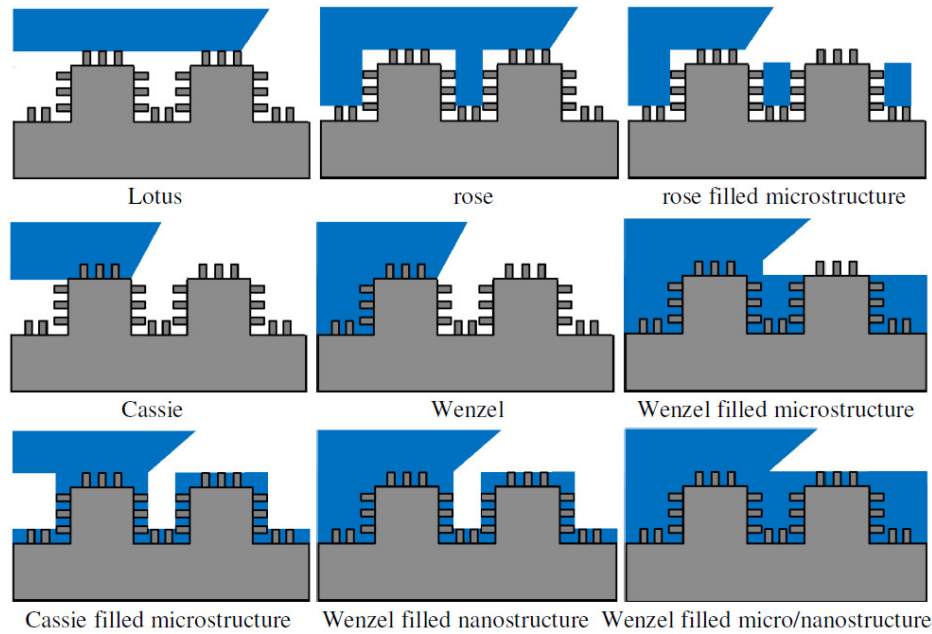 Lotus
rose
rose filled microstructure
Cassie
Wenzel
Wenzel filled microstructure
Cassie filled microstructure
Wenzel filled nanostructure
Wenzel filled micro/nanostructure